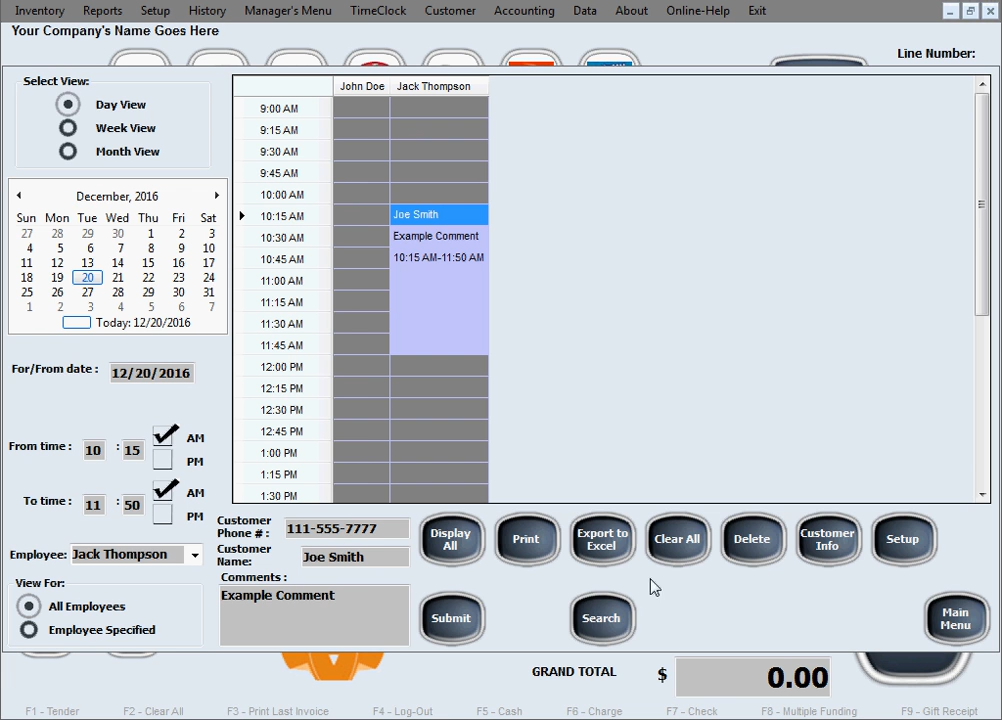 Inventory Reports Setup History Manager's Menu TimeClock Customer Accounting Data About Online-Help Exit
Your Company's Name Goes Here
Line Number:
Select View:
Day View
Week View
Month View
December, 2016
Sun Mon Tue Wed Thu Fri Sat
27 28 29 30 1 2 3
4 5 6 7 8 9 10
11 12 13 14 15 16 17
18 19 20 21 22 23 24
25 26 27 28 29 30 31
1 2 3 4 5 6 7
Today: 12/20/2016
For/From date : 12/20/2016
From time : 10 : 15 AM
PM
To time : 11 : 50 AM
PM
Employee: Jack Thompson
View For:
All Employees
Employee Specified
John Doe Jack Thompson
9:00 AM
9:15 AM
9:30 AM
9:45 AM
10:00 AM
10:15 AM Joe Smith
10:30 AM Example Comment
10:45 AM 10:15 AM-11:50 AM
11:00 AM
11:15 AM
11:30 AM
11:45 AM
12:00 PM
12:15 PM
12:30 PM
12:45 PM
1:00 PM
1:15 PM
1:30 PM
Customer
Phone # : 111-555-7777
Customer
Name: Joe Smith
Comments :
Example Comment
Display
All
Print
Export to
Excel
Clear All
Delete
Customer
Info
Setup
Submit
Search
Main
Menu
GRAND TOTAL $ 0.00
F1 - Tender F2 - Clear All F3 - Print Last Invoice F4 - Log-Out F5 - Cash F6 - Charge F7 - Check F8 - Multiple Funding F9 - Gift Receipt